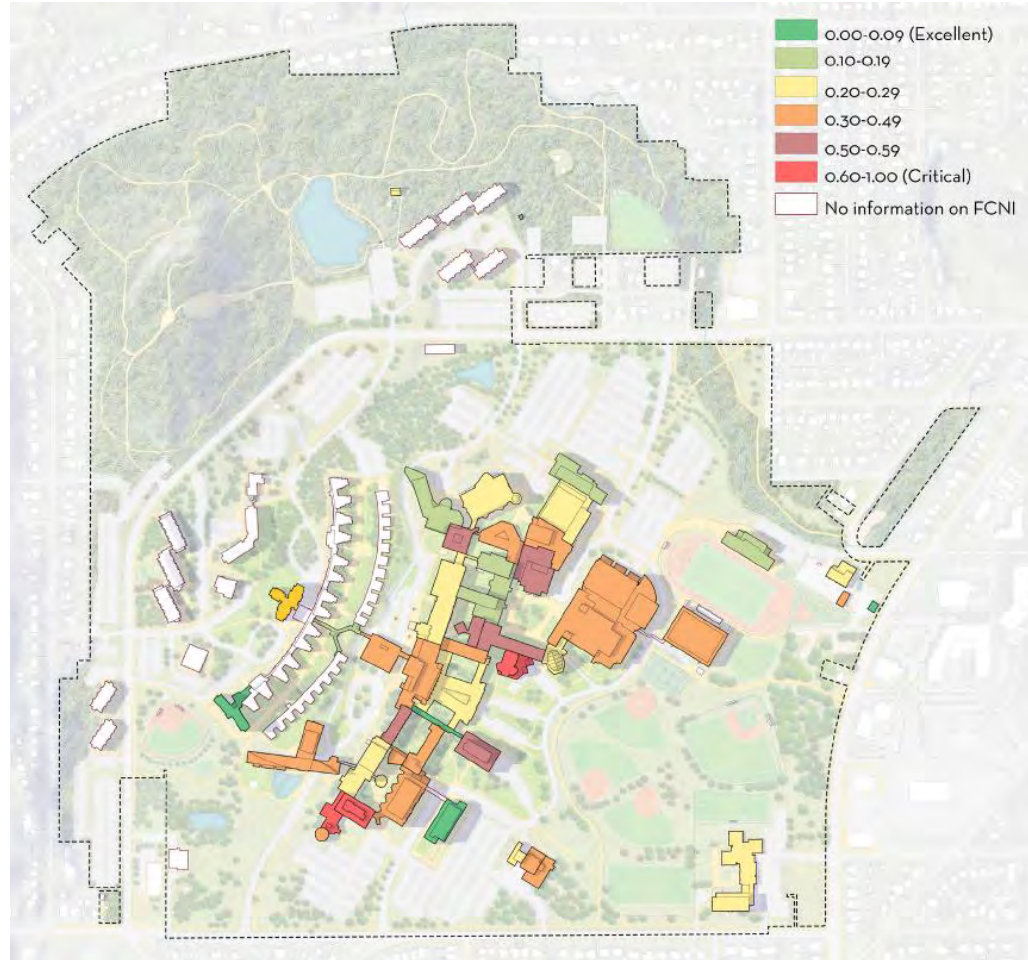 0.00-0.09 (Excellent)
0.10-0.19
0.20-0.29
0.30-0.49
0.50-0.59
0.60-1.00 (Critical)
No information on FCNI